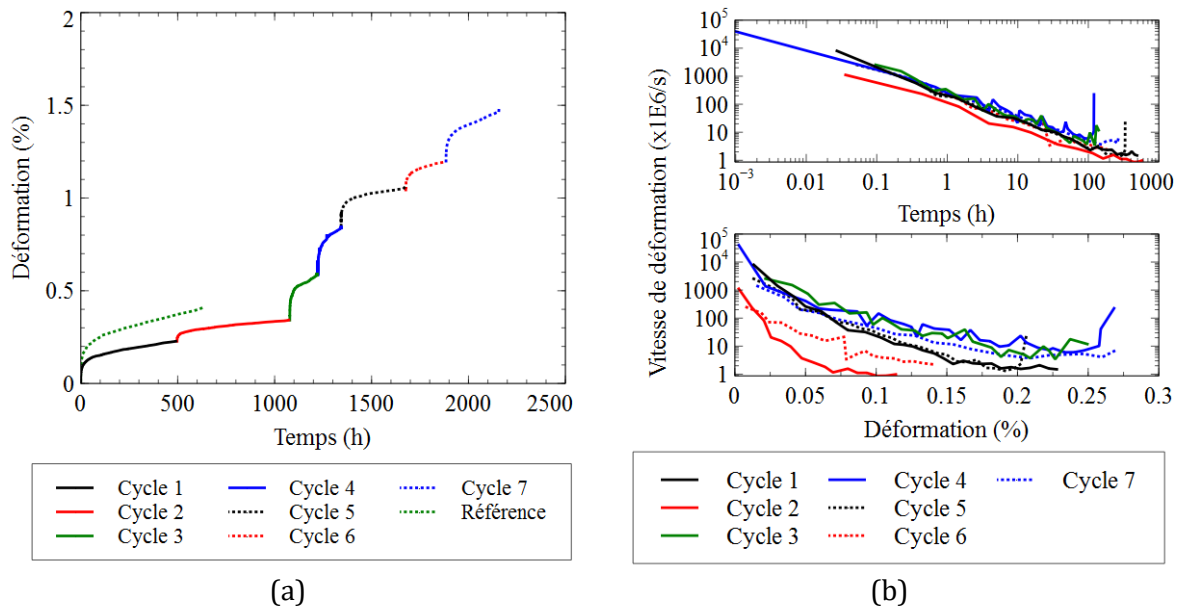 Déformation (%)
2
1.5
1
0.5
0
0 500 1000 1500 2000 2500
Temps (h)
Cycle 1 Cycle 4 Cycle 7
Cycle 2 Cycle 5 Référence
Cycle 3 Cycle 6
(a)
Vitesse de déformation (x1E6/s)
10^5
10^4
1000
100
10
1
10^-3 0.01 0.1 1 10 100 1000
Temps (h)
10^5
10^4
1000
100
10
1
0 0.05 0.1 0.15 0.2 0.25 0.3
Déformation (%)
Cycle 1 Cycle 4 Cycle 7
Cycle 2 Cycle 5
Cycle 3 Cycle 6
(b)